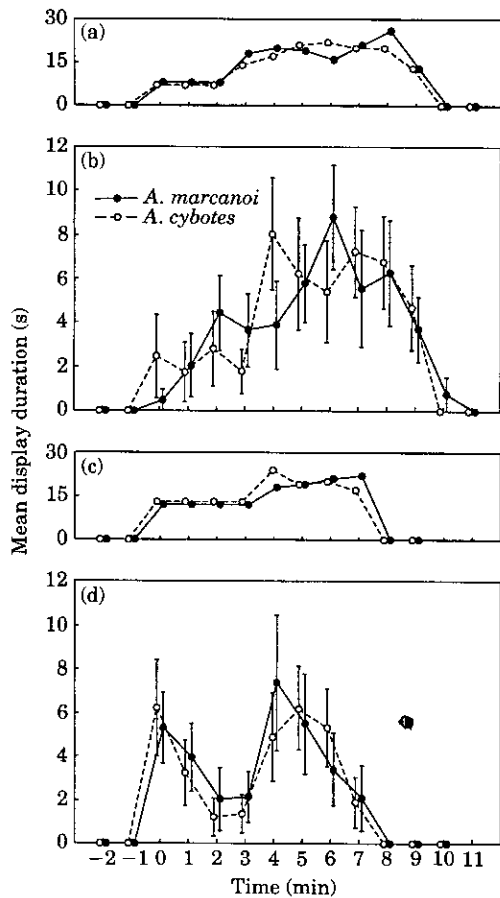 Mean display duration (s)
(a)
30
15
0
(b)
12
10
8
6
4
2
0
A. marcanoi
A. cybotes
(c)
30
15
0
(d)
12
10
8
6
4
2
0
−2 −1 0 1 2 3 4 5 6 7 8 9 10 11
Time (min)